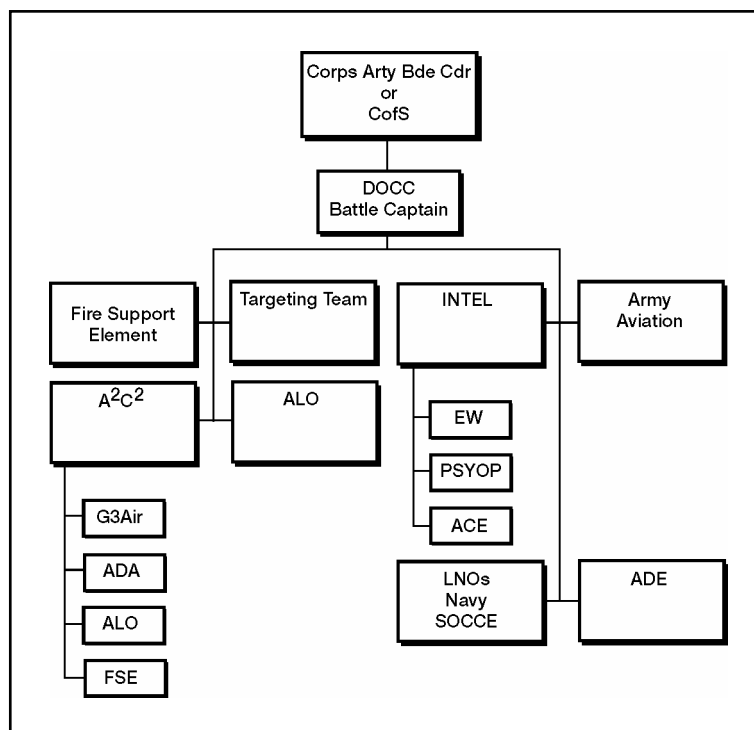 Corps Arty Bde Cdr
or
CofS
DOCC
Battle Captain
Fire Support
Element
Targeting Team
INTEL
Army
Aviation
A²C²
ALO
EW
PSYOP
ACE
G3Air
ADA
ALO
FSE
LNOs
Navy
SOCCE
ADE